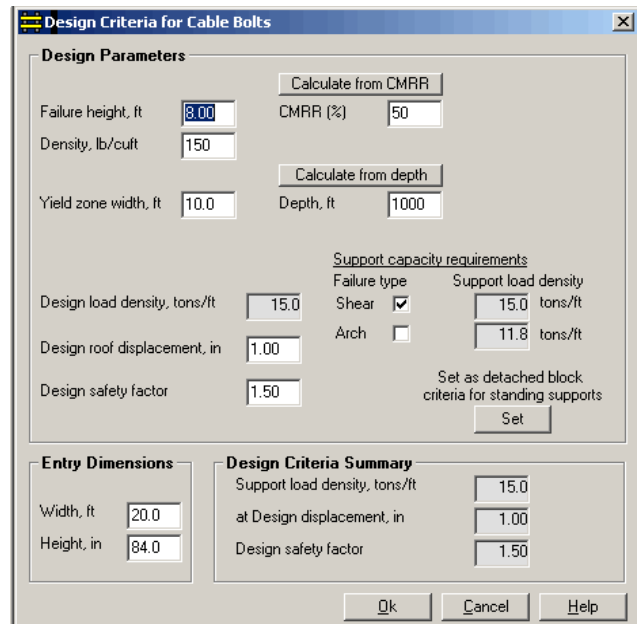 Design Criteria for Cable Bolts
Design Parameters
Calculate from CMRR
Failure height, ft 8.00 CMRR (%) 50
Density, lb/cuft 150
Calculate from depth
Yield zone width, ft 10.0 Depth, ft 1000
Support capacity requirements
Failure type Support load density
Design load density, tons/ft 15.0 Shear 15.0 tons/ft
Arch 11.8 tons/ft
Design roof displacement, in 1.00
Set as detached block
Design safety factor 1.50 criteria for standing supports
Set
Entry Dimensions
Width, ft 20.0
Height, in 84.0
Design Criteria Summary
Support load density, tons/ft 15.0
at Design displacement, in 1.00
Design safety factor 1.50
Ok Cancel Help